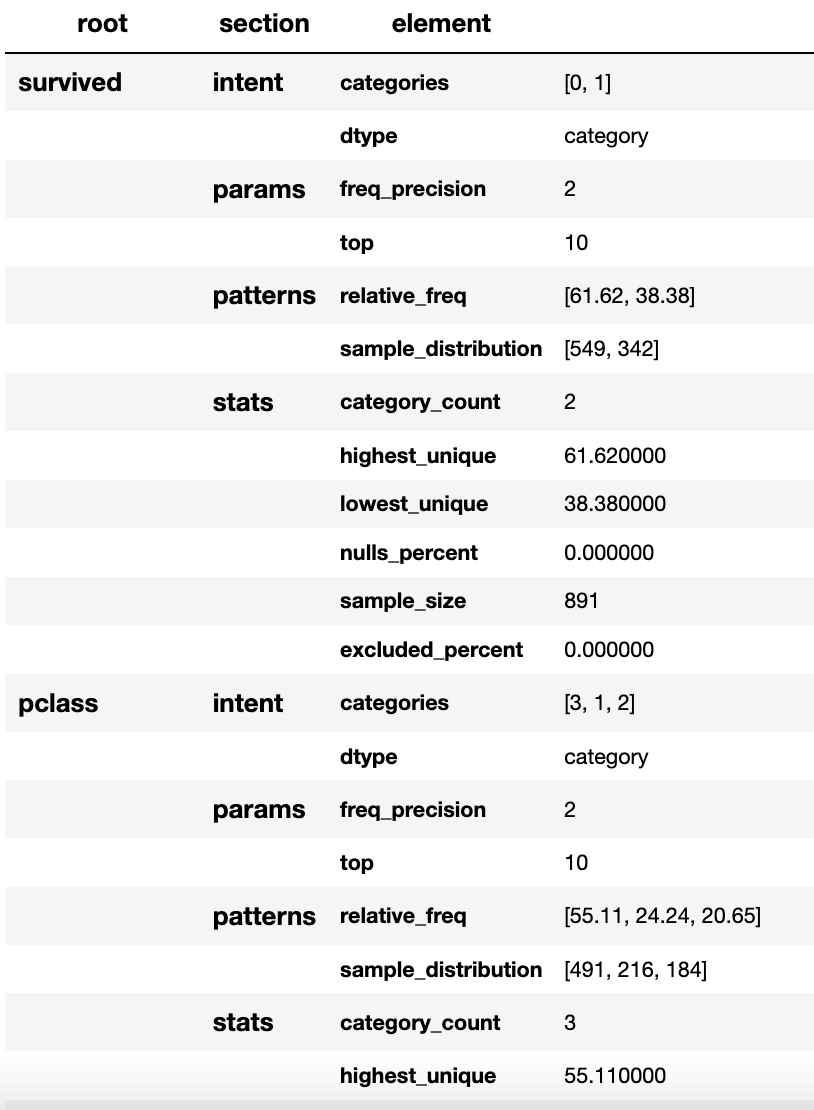 root section element
survived intent categories [0, 1]
dtype category
params freq_precision 2
top 10
patterns relative_freq [61.62, 38.38]
sample_distribution [549, 342]
stats category_count 2
highest_unique 61.620000
lowest_unique 38.380000
nulls_percent 0.000000
sample_size 891
excluded_percent 0.000000
pclass intent categories [3, 1, 2]
dtype category
params freq_precision 2
top 10
patterns relative_freq [55.11, 24.24, 20.65]
sample_distribution [491, 216, 184]
stats category_count 3
highest_unique 55.110000